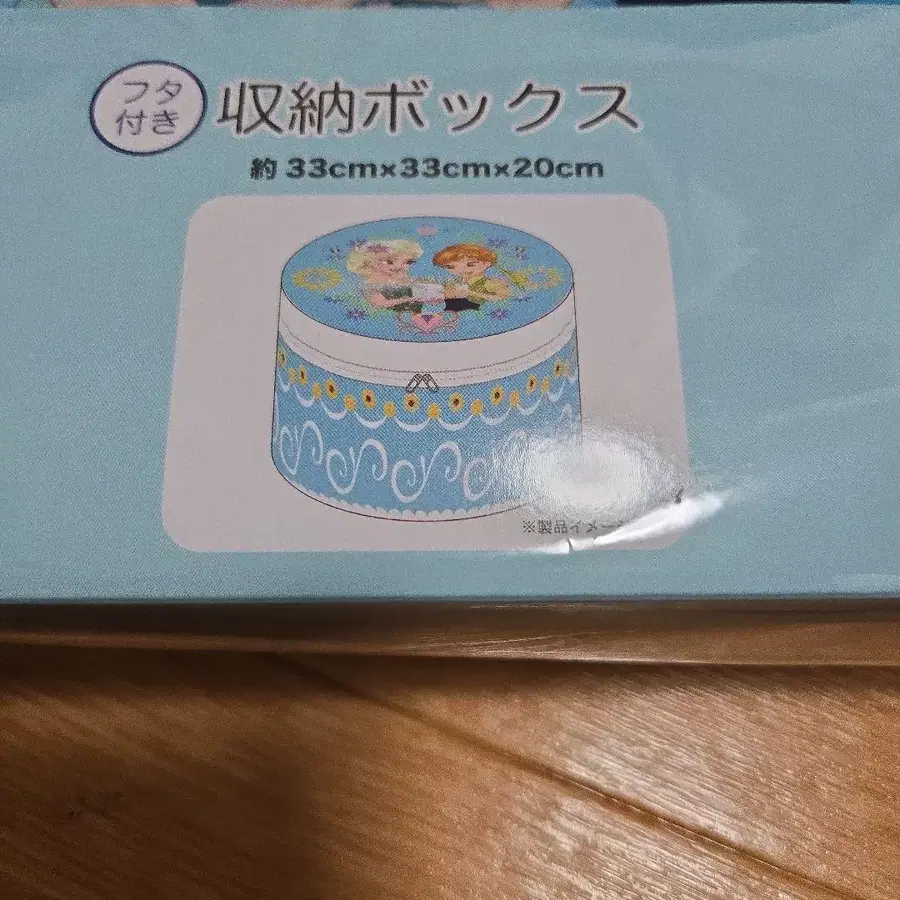 フタ
付き
収納ボックス
約 33cm×33cm×20cm
※製品イメー